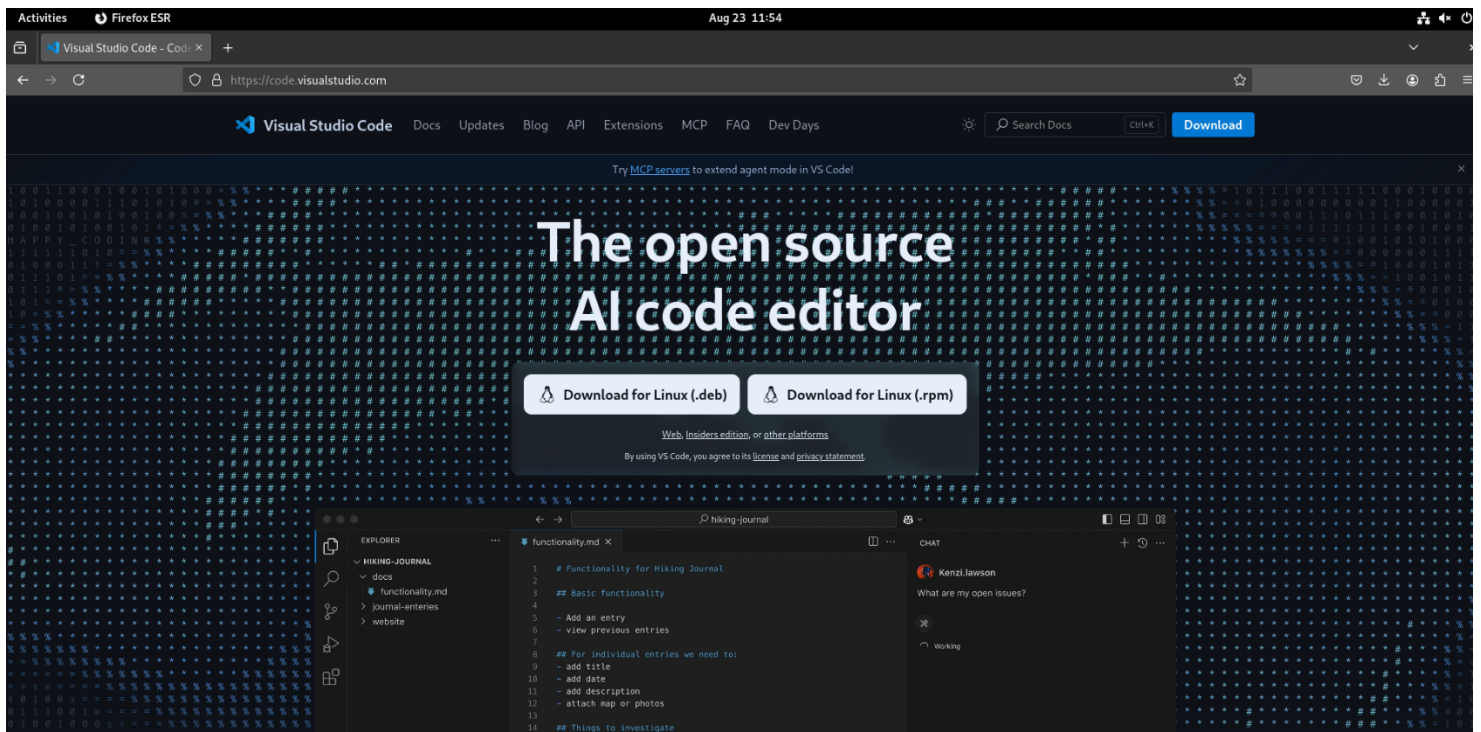 Activities Firefox ESR Aug 23 11:54
Visual Studio Code - Code
https://code.visualstudio.com
Visual Studio Code Docs Updates Blog API Extensions MCP FAQ Dev Days Search Docs Ctrl+K Download
Try MCP servers to extend agent mode in VS Code!
The open source
AI code editor
Download for Linux (.deb) Download for Linux (.rpm)
Web, Insiders edition, or other platforms
By using VS Code, you agree to its license and privacy statement.
hiking-journal
EXPLORER
HIKING-JOURNAL
docs
functionality.md
journal-enteries
website
functionality.md
1 # Functionality for Hiking Journal
2
3 ## Basic functionality
4
5 - Add an entry
6 - view previous entries
7
8 ## For individual entries we need to:
9 - add title
10 - add date
11 - add description
12 - attach map or photos
13
14 ## Things to investigate
CHAT
Kenzi.lawson
What are my open issues?
Working